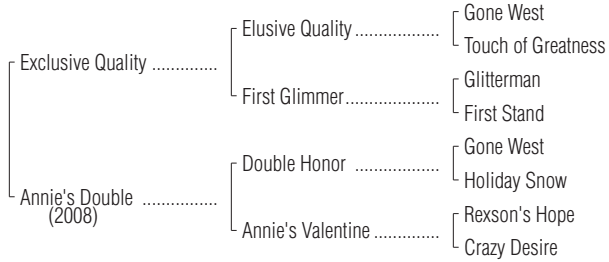 Gone West
Elusive Quality ..................
Touch of Greatness
Exclusive Quality ..............
Glitterman
First Glimmer....................
First Stand
Gone West
Double Honor ..................
Holiday Snow
Annie's Double ................
(2008)
Rexson's Hope
Annie's Valentine ..............
Crazy Desire